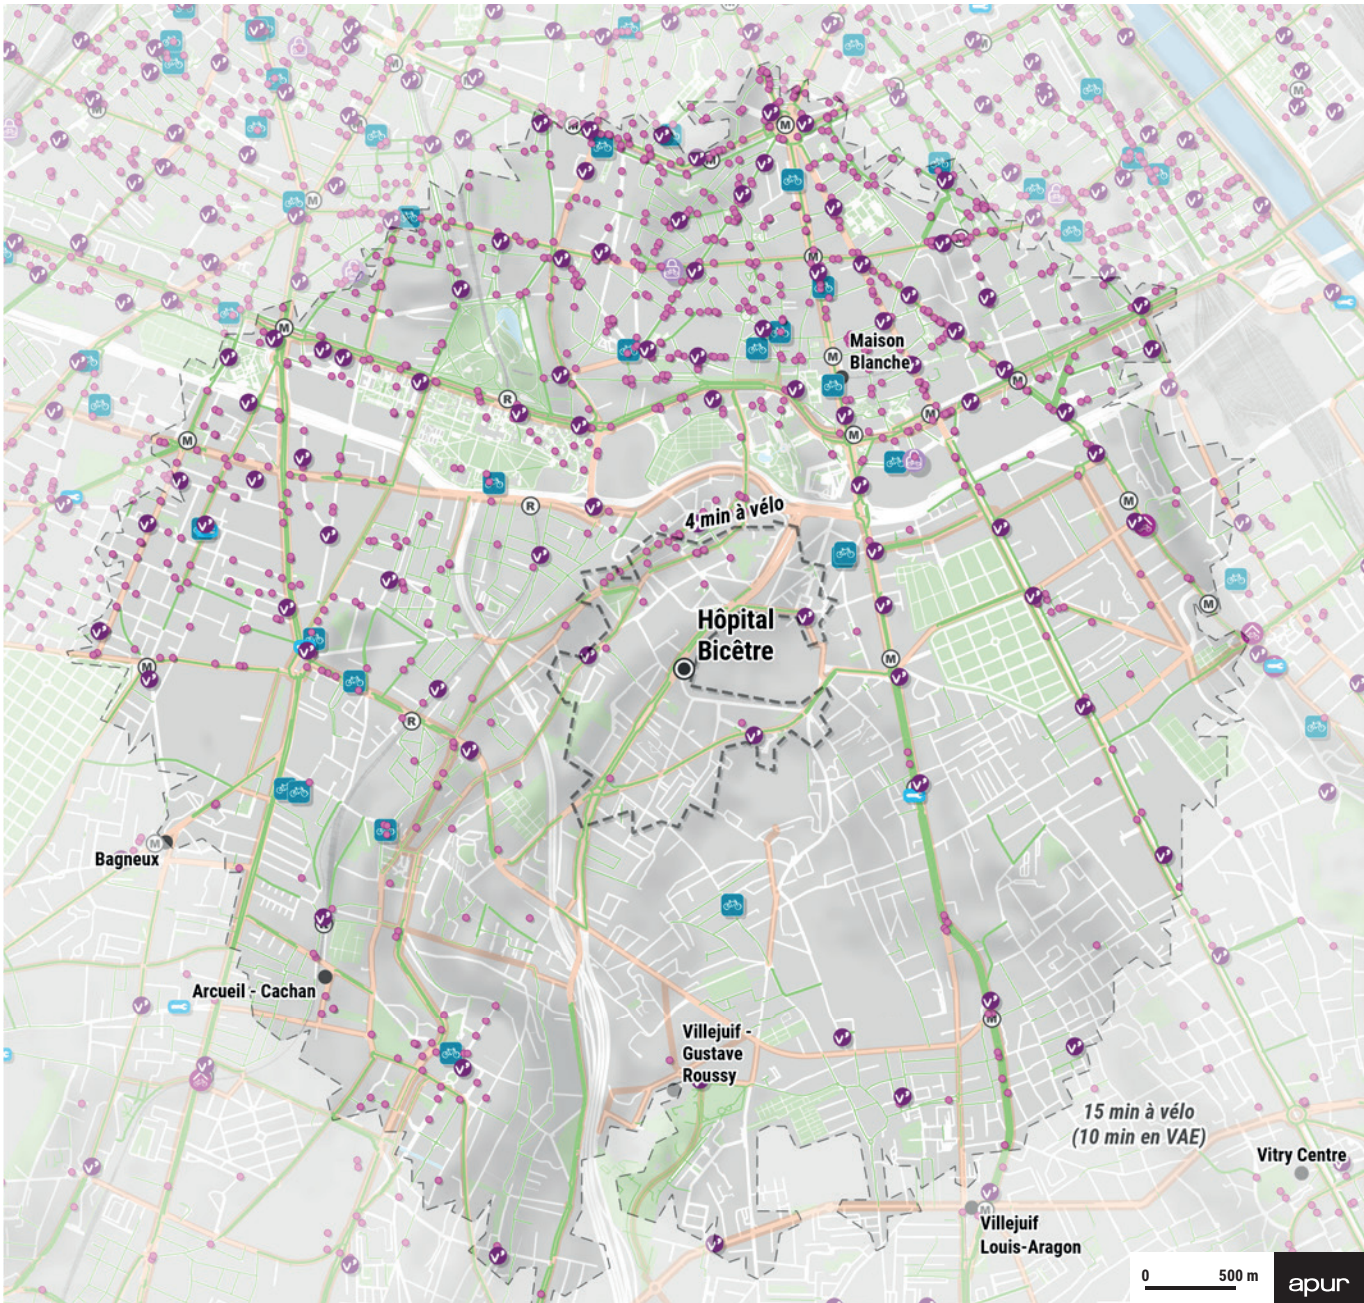 Maison
Blanche
4 min à vélo
Hôpital
Bicêtre
Bagneux
Arcueil - Cachan
Villejuif -
Gustave
Roussy
15 min à vélo
(10 min en VAE)
Vitry Centre
Villejuif
Louis-Aragon
0 500 m
apur